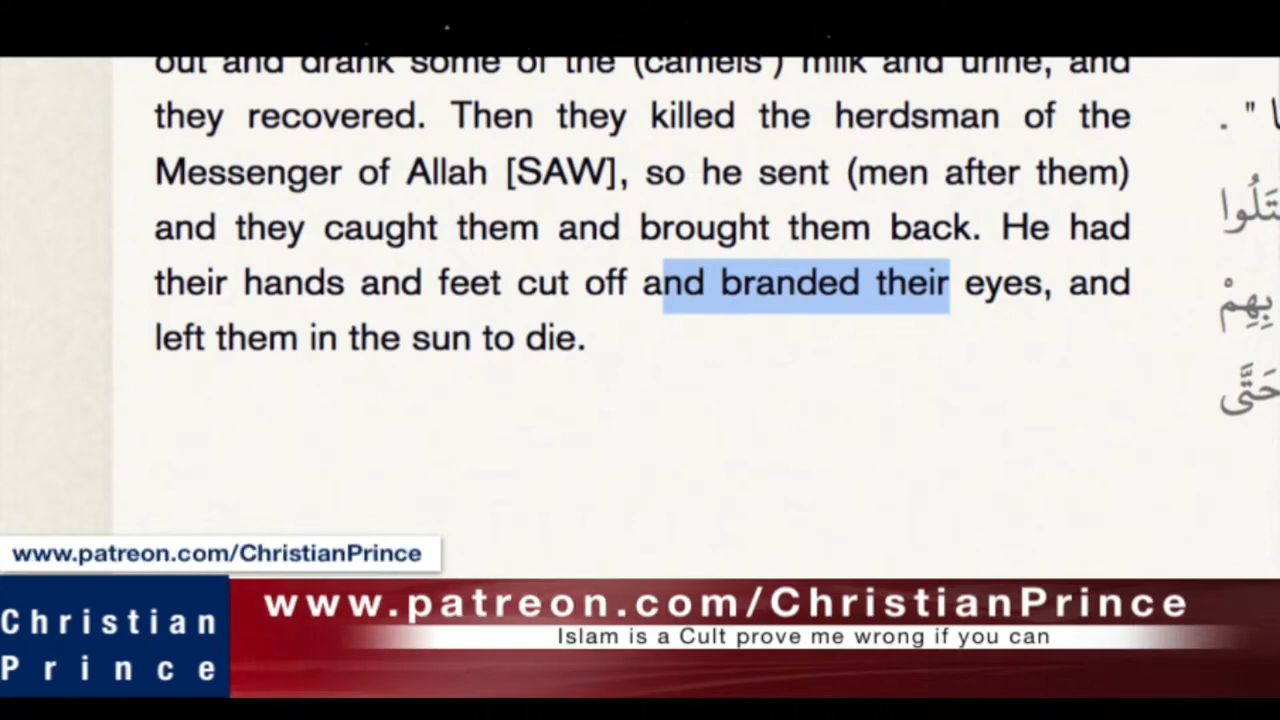 out and drank some of the (camels') milk and urine, and
they recovered. Then they killed the herdsman of the
Messenger of Allah [SAW], so he sent (men after them)
and they caught them and brought them back. He had
their hands and feet cut off and branded their eyes, and
left them in the sun to die.
بِهِمْ
حَتَّى
www.patreon.com/ChristianPrince
Christian
Prince
www.patreon.com/ChristianPrince
Islam is a Cult prove me wrong if you can